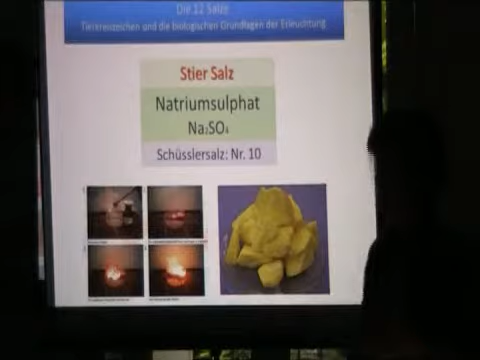 Die 12 Salze
Tierkreiszeichen und die biologischen Grundlagen der Erleuchtung
Stier Salz
Natriumsulphat
Na₂SO₄
Schüsslersalz: Nr. 10